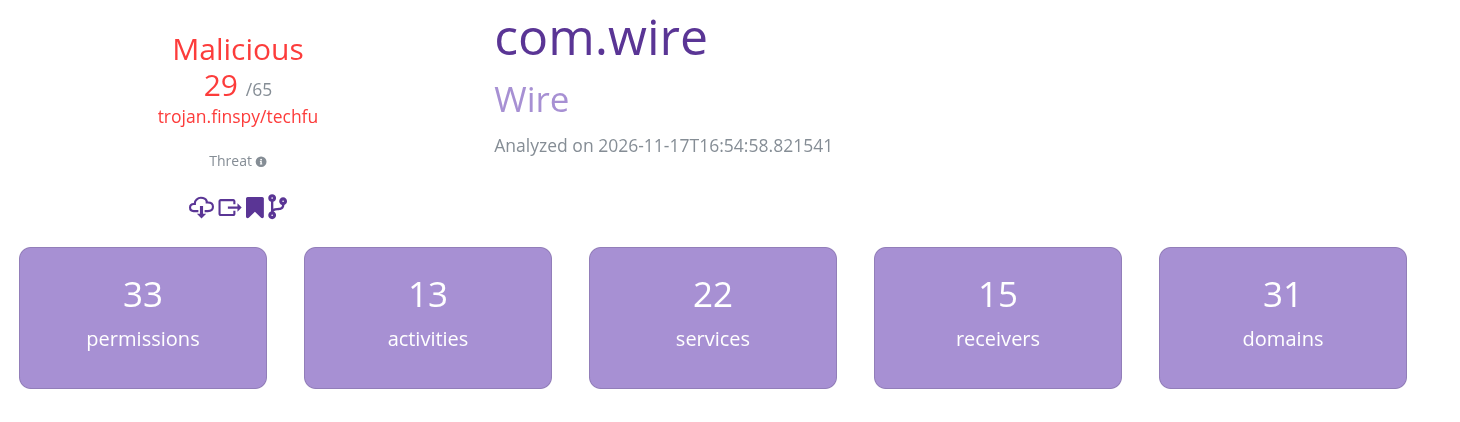 Malicious
29 /65
trojan.finspy/techfu
Threat
com.wire
Wire
Analyzed on 2026-11-17T16:54:58.821541
33
permissions
13
activities
22
services
15
receivers
31
domains